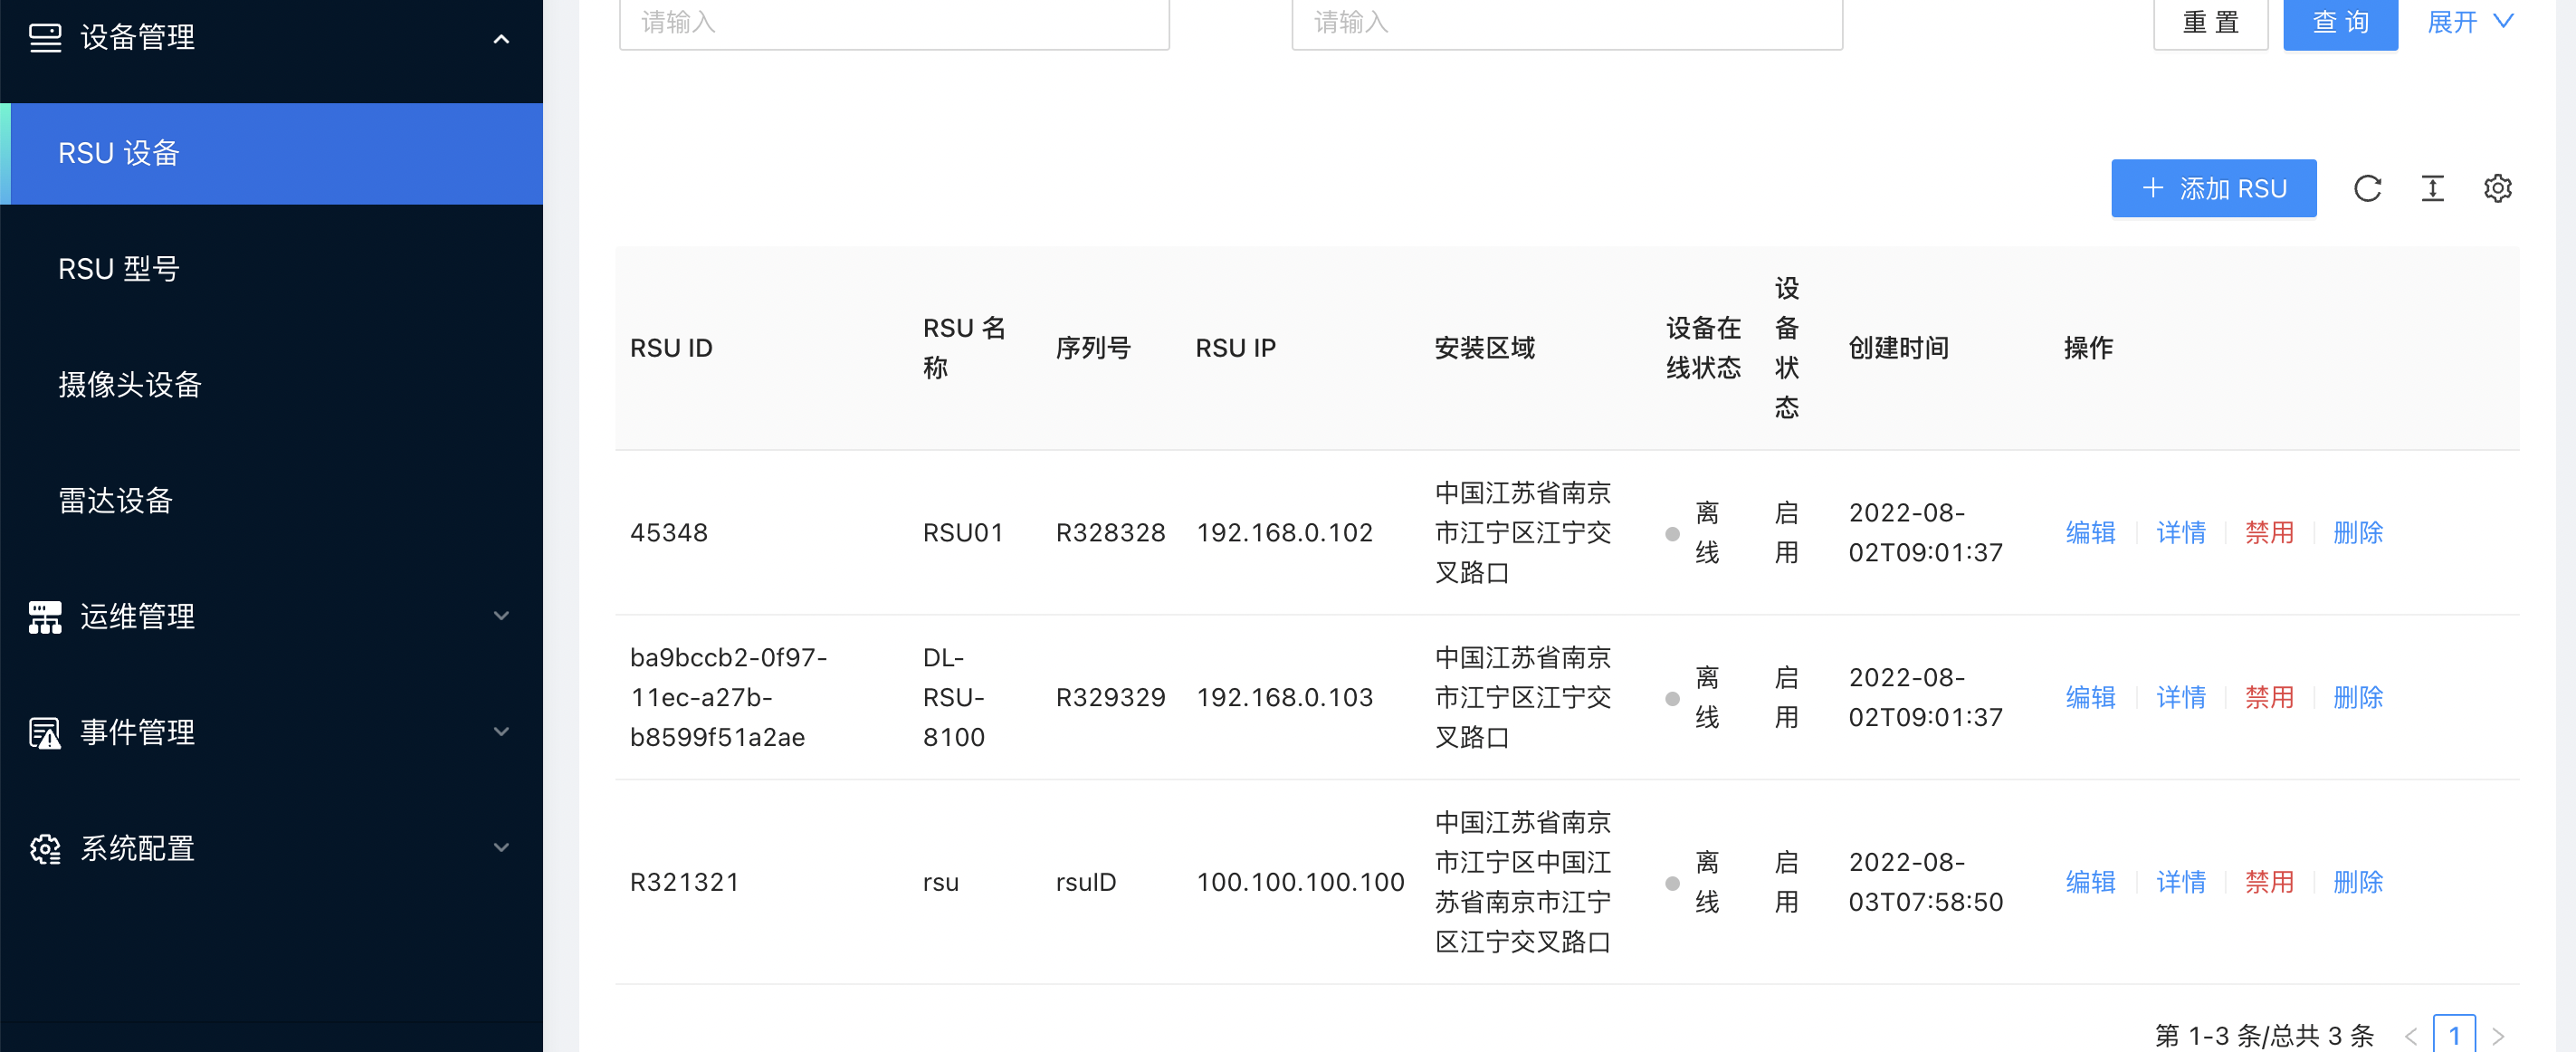 设备管理
RSU 设备
RSU 型号
摄像头设备
雷达设备
运维管理
事件管理
系统配置
请输入
请输入
重 置
查 询
展开
添加 RSU
RSU ID
RSU 名
称
序列号
RSU IP
安装区域
设备在
线状态
设
备
状
态
创建时间
操作
45348
RSU01
R328328
192.168.0.102
中国江苏省南京
市江宁区江宁交
叉路口
离
线
启
用
2022-08-
02T09:01:37
编辑
详情
禁用
删除
ba9bccb2-0f97-
11ec-a27b-
b8599f51a2ae
DL-
RSU-
8100
R329329
192.168.0.103
中国江苏省南京
市江宁区江宁交
叉路口
离
线
启
用
2022-08-
02T09:01:37
编辑
详情
禁用
删除
R321321
rsu
rsuID
100.100.100.100
中国江苏省南京
市江宁区中国江
苏省南京市江宁
区江宁交叉路口
离
线
启
用
2022-08-
03T07:58:50
编辑
详情
禁用
删除
第 1-3 条/总共 3 条
1